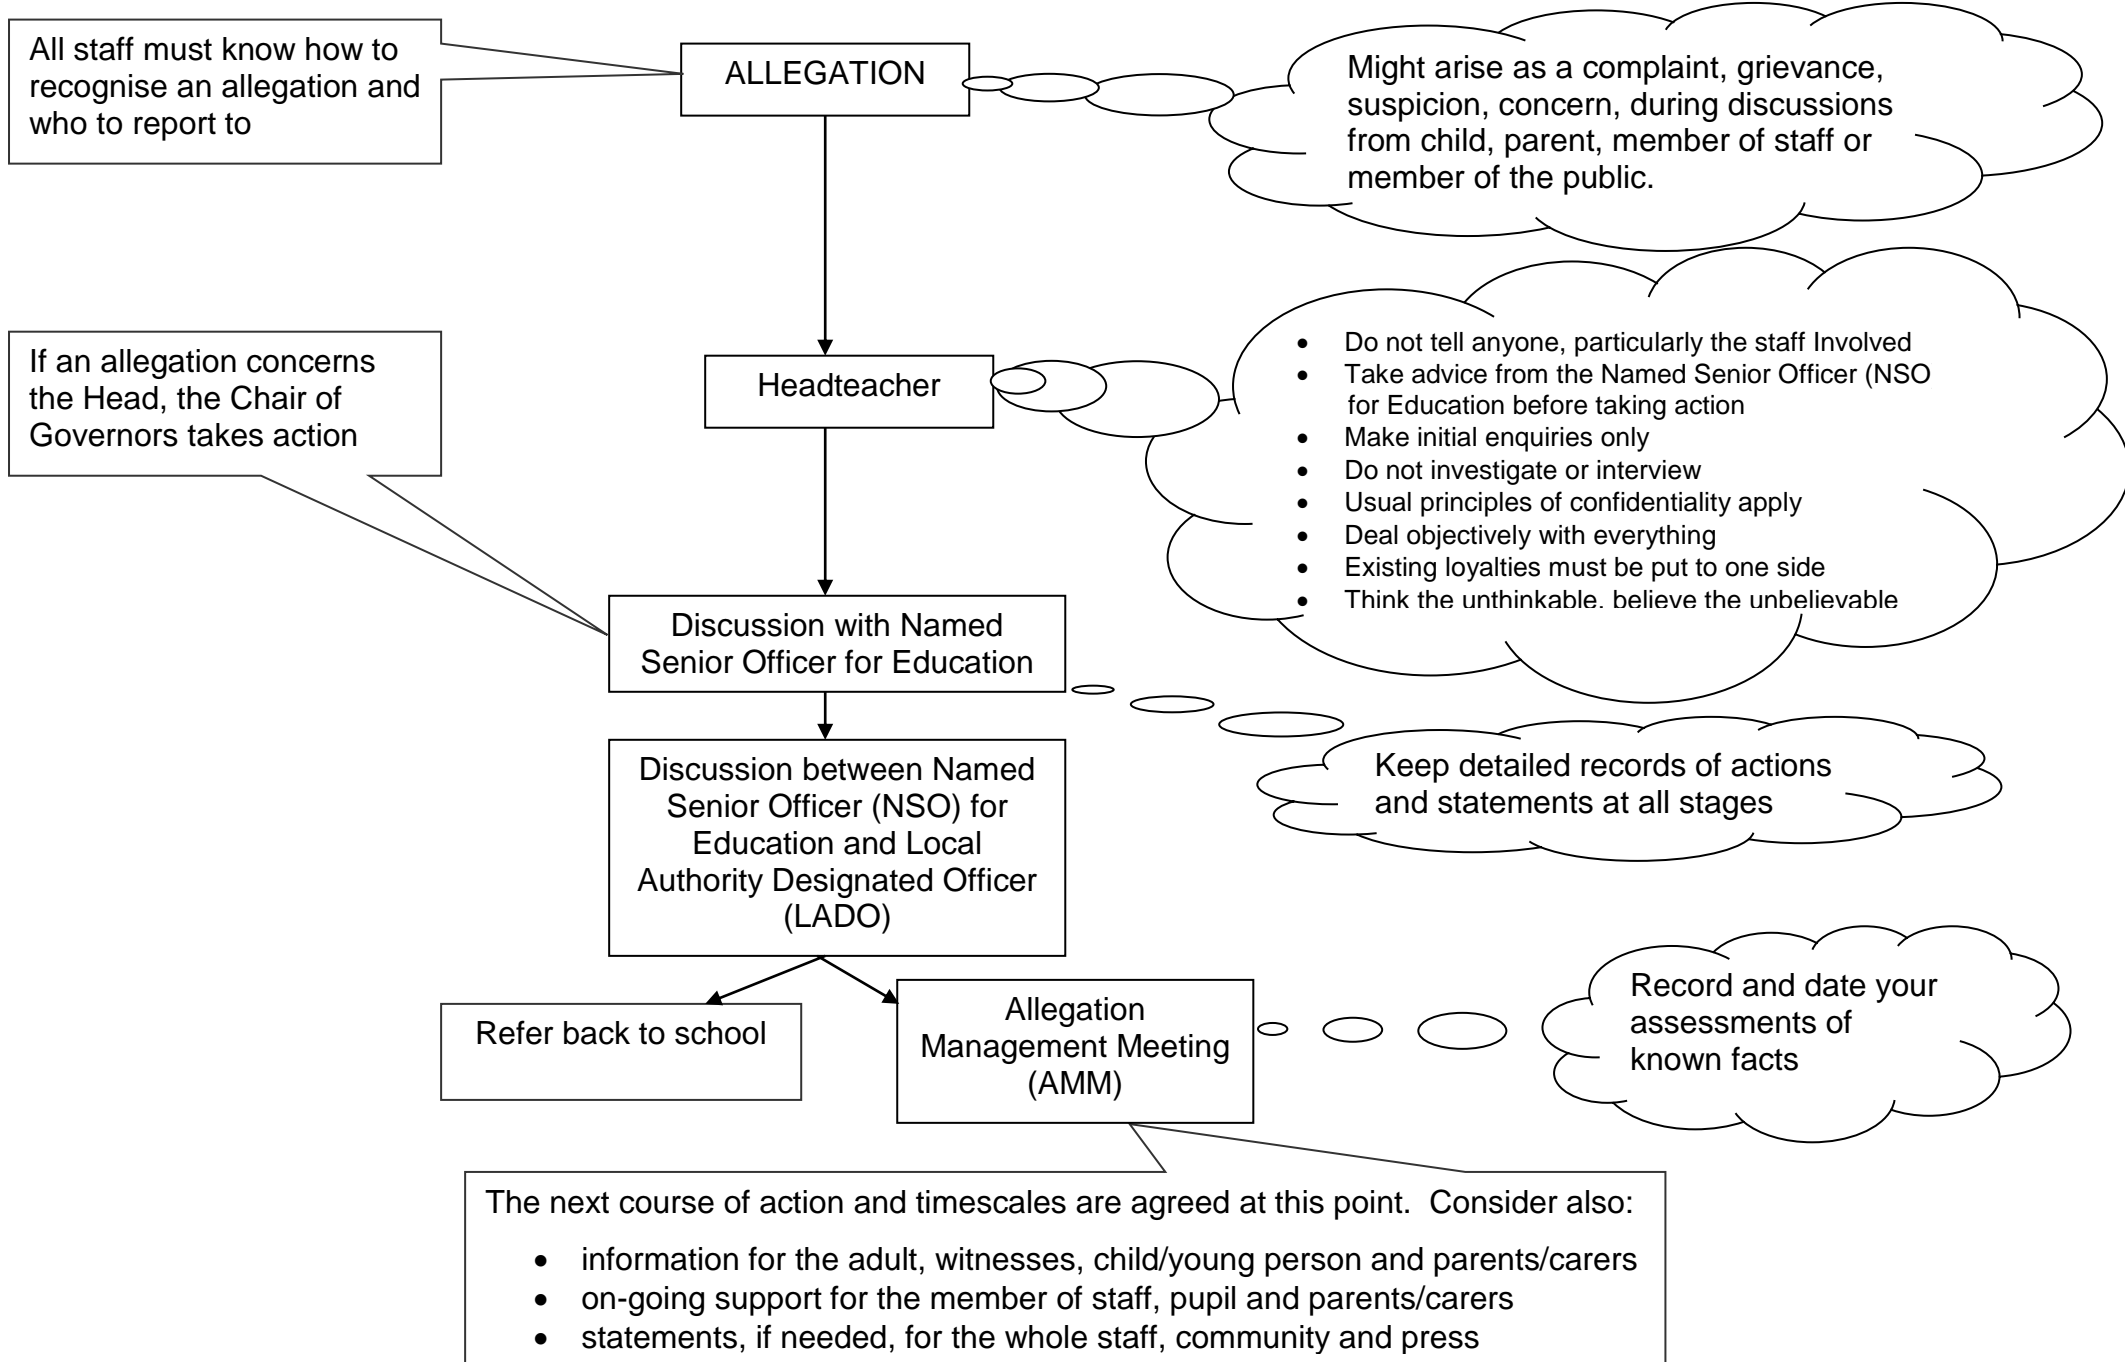 All staff must know how to
recognise an allegation and
who to report to
ALLEGATION
Might arise as a complaint, grievance,
suspicion, concern, during discussions
from child, parent, member of staff or
member of the public.
If an allegation concerns
the Head, the Chair of
Governors takes action
Headteacher
• Do not tell anyone, particularly the staff Involved
• Take advice from the Named Senior Officer (NSO
for Education before taking action
• Make initial enquiries only
• Do not investigate or interview
• Usual principles of confidentiality apply
• Deal objectively with everything
• Existing loyalties must be put to one side
• Think the unthinkable, believe the unbelievable
Discussion with Named
Senior Officer for Education
Keep detailed records of actions
and statements at all stages
Discussion between Named
Senior Officer (NSO) for
Education and Local
Authority Designated Officer
(LADO)
Refer back to school
Allegation
Management Meeting
(AMM)
Record and date your
assessments of
known facts
The next course of action and timescales are agreed at this point.  Consider also:
• information for the adult, witnesses, child/young person and parents/carers
• on-going support for the member of staff, pupil and parents/carers
• statements, if needed, for the whole staff, community and press